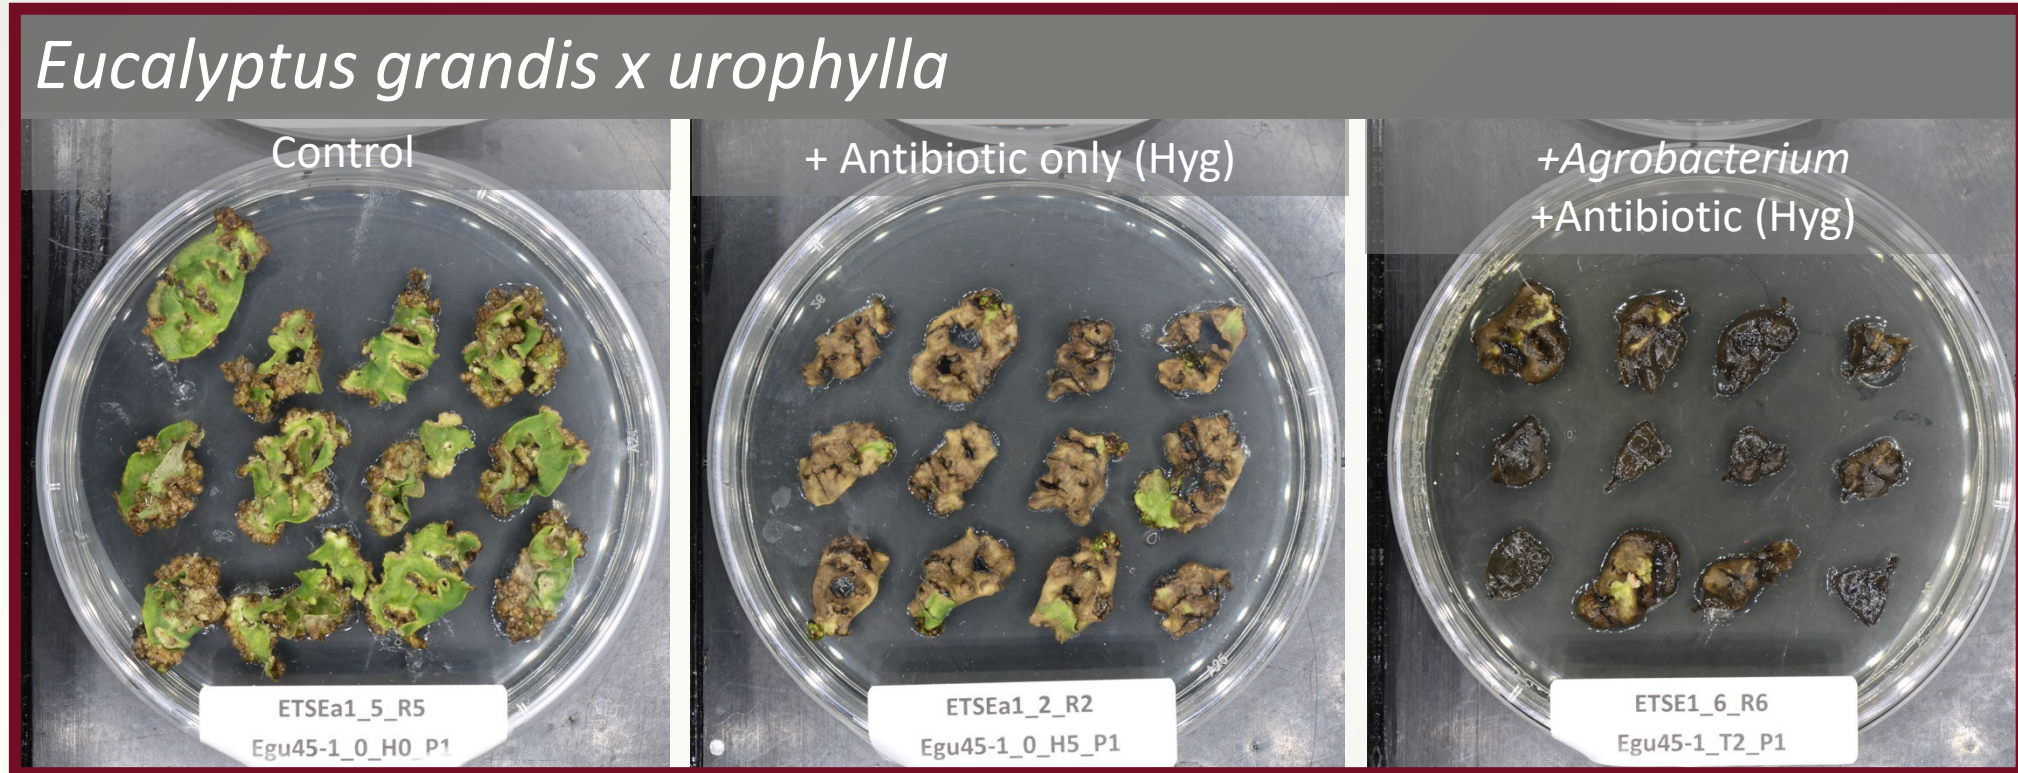 Eucalyptus grandis x urophylla
Control
+ Antibiotic only (Hyg)
+Agrobacterium
+Antibiotic (Hyg)
ETSEa1_5_R5
Egu45-1_0_H0_P1
ETSEa1_2_R2
Egu45-1_0_H5_P1
ETSE1_6_R6
Egu45-1_T2_P1